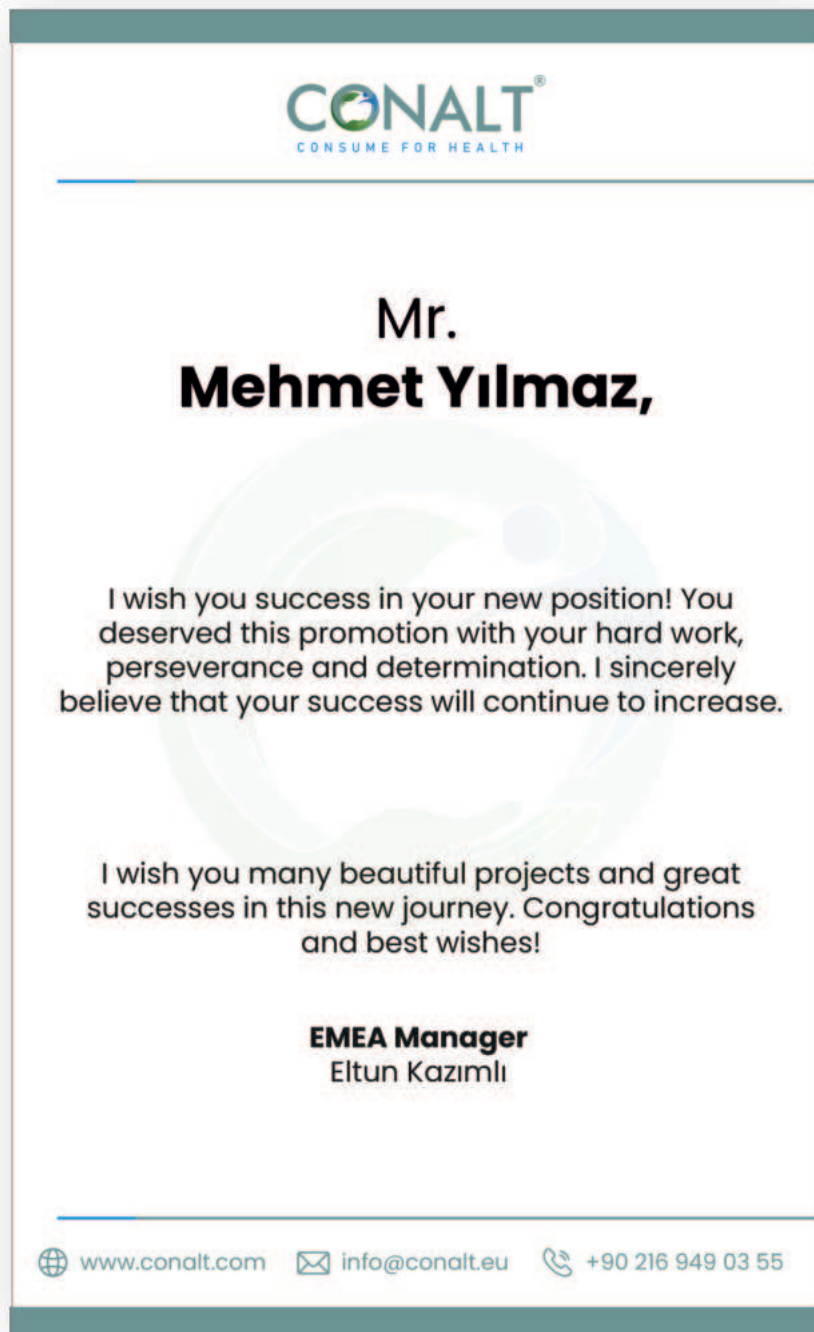 CONALT®
CONSUME FOR HEALTH
Mr.
Mehmet Yılmaz,
I wish you success in your new position! You
deserved this promotion with your hard work,
perseverance and determination. I sincerely
believe that your success will continue to increase.
I wish you many beautiful projects and great
successes in this new journey. Congratulations
and best wishes!
EMEA Manager
Eltun Kazımlı
www.conalt.com info@conalt.eu +90 216 949 03 55